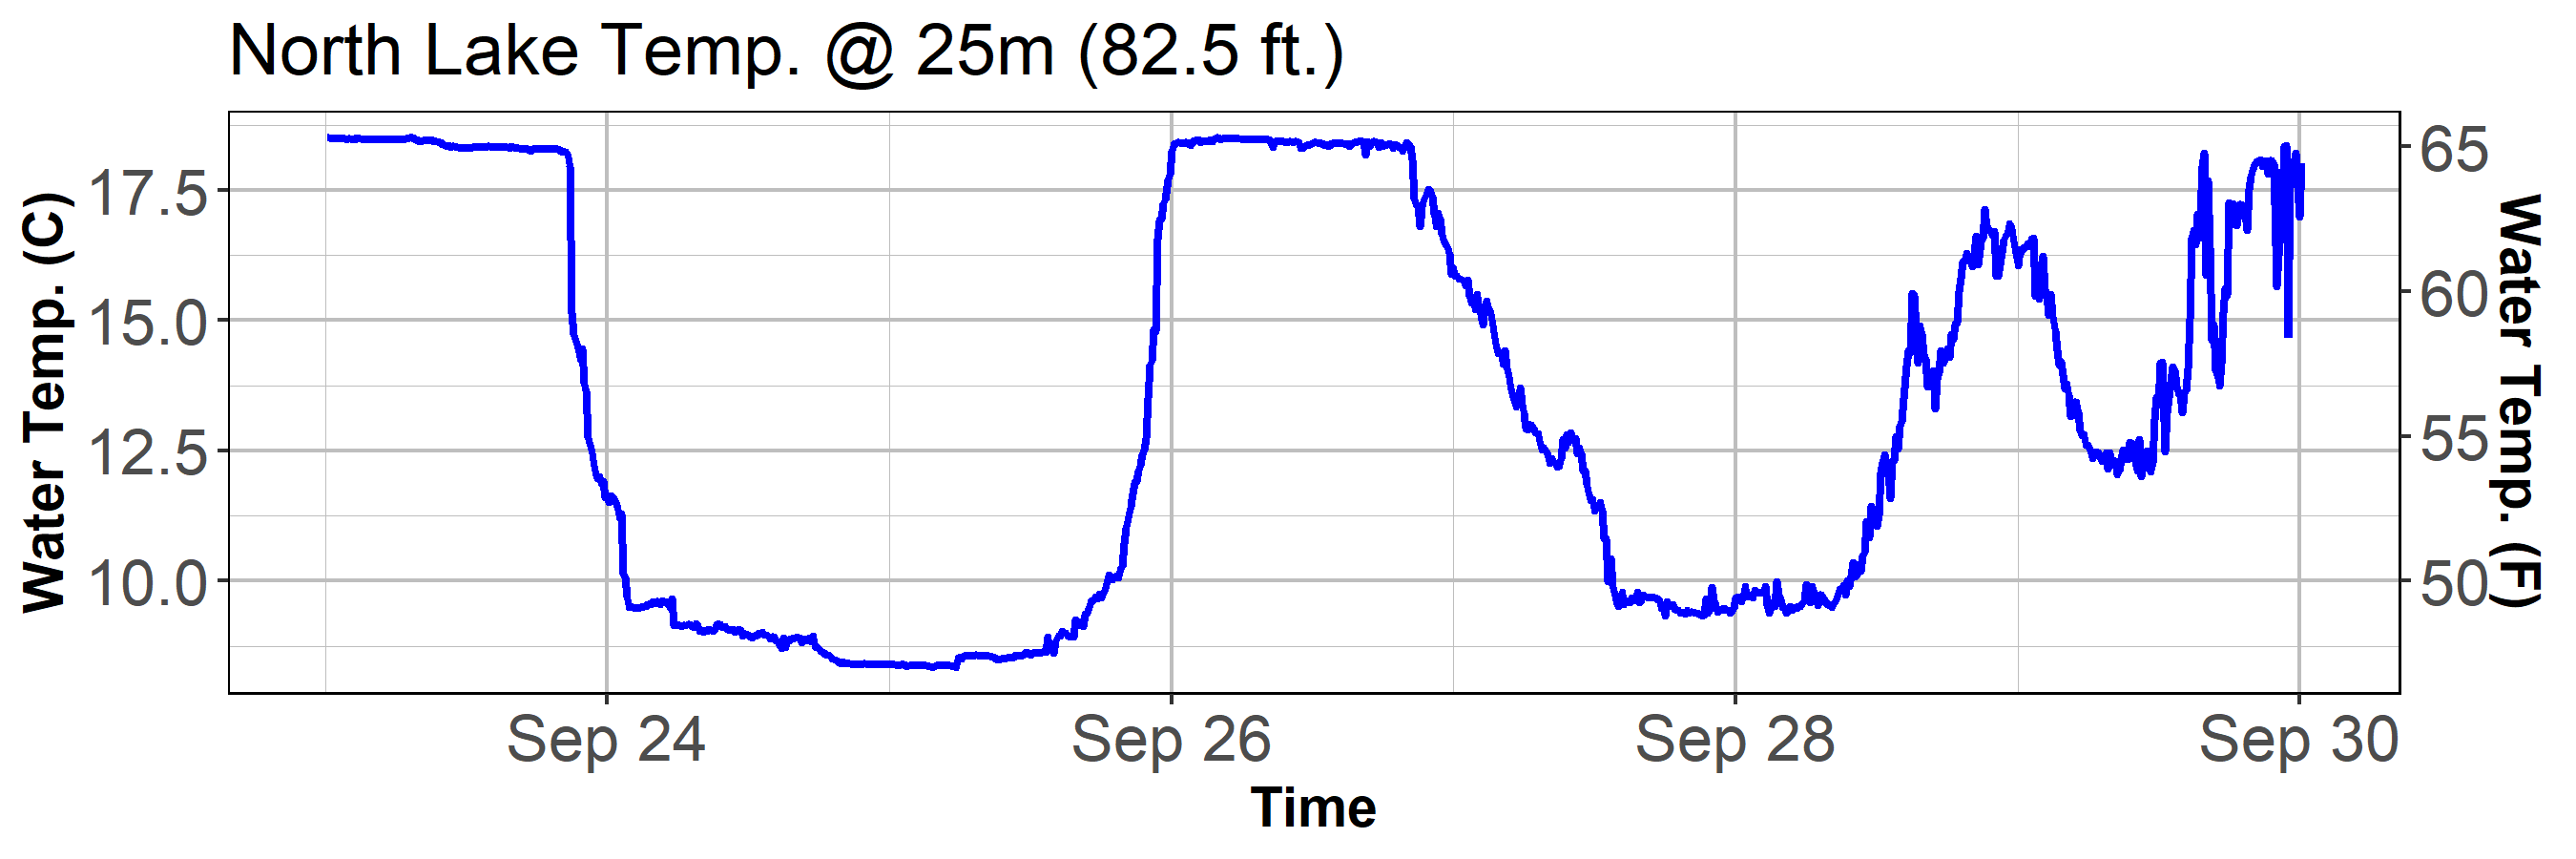 North Lake Temp. @ 25m (82.5 ft.)
Water Temp. (C)
17.5
15.0
12.5
10.0
65
60
55
50
Water Temp. (F)
Sep 24 Sep 26 Sep 28 Sep 30
Time